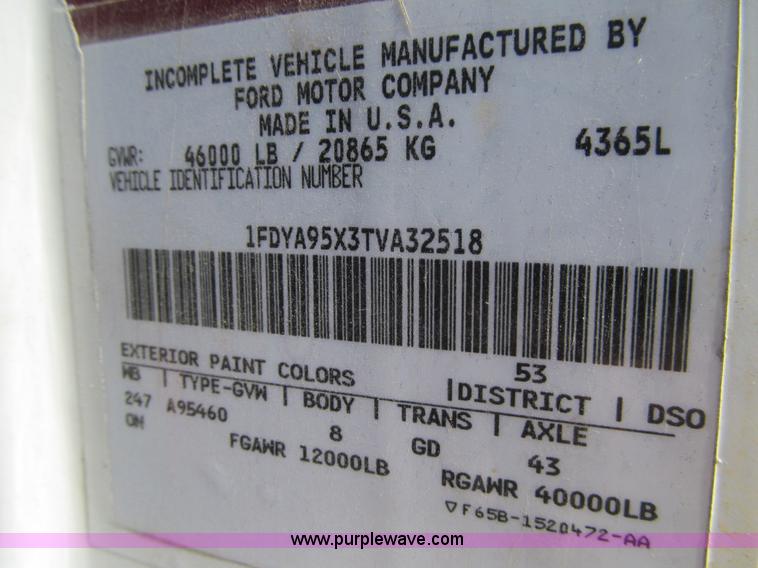 INCOMPLETE VEHICLE MANUFACTURED BY
FORD MOTOR COMPANY
MADE IN U.S.A.
GVWR: 46000 LB / 20865 KG 4365L
VEHICLE IDENTIFICATION NUMBER
1FDYA95X3TVA32518
EXTERIOR PAINT COLORS 53 |DISTRICT | DSO
WB | TYPE-GVW | BODY | TRANS | AXLE
247 A95460 8 GD 43
ON FGAWR 12000LB RGAWR 40000LB
▽F65B-1520472-AA
www.purplewave.com